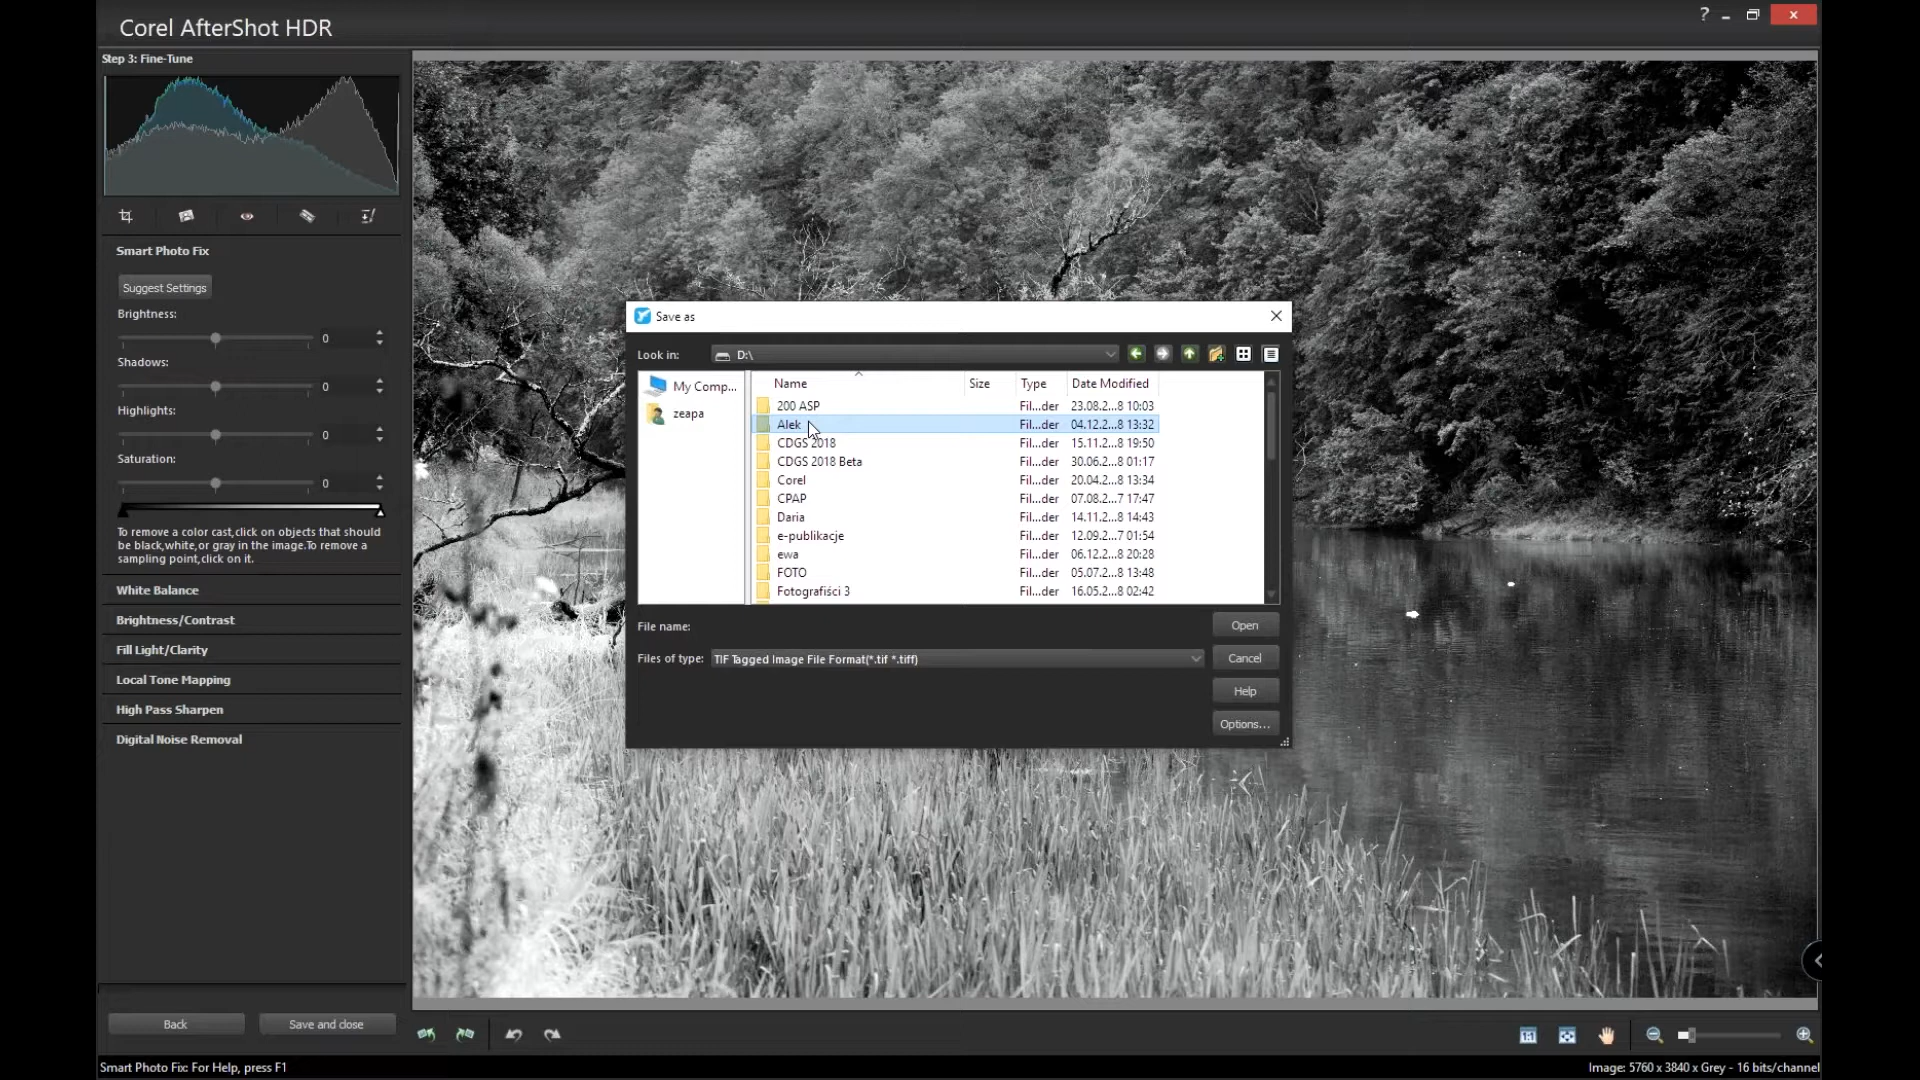 Corel AfterShot HDR
?
Step 3: Fine-Tune
Smart Photo Fix
Suggest Settings
Brightness:
0
Shadows:
0
Highlights:
0
Saturation:
0
To remove a color cast,click on objects that should
be black,white,or gray in the image.To remove a
sampling point,click on it.
White Balance
Brightness/Contrast
Fill Light/Clarity
Local Tone Mapping
High Pass Sharpen
Digital Noise Removal
Back
Save and close
Save as
Look in:
D:\
My Comp...
zeapa
Name Size Type Date Modified
200 ASP Fil...der 23.08.2...8 10:03
Alek Fil...der 04.12.2...8 13:32
CDGS 2018 Fil...der 15.11.2...8 19:50
CDGS 2018 Beta Fil...der 30.06.2...8 01:17
Corel Fil...der 20.04.2...8 13:34
CPAP Fil...der 07.08.2...7 17:47
Daria Fil...der 14.11.2...8 14:43
e-publikacje Fil...der 12.09.2...7 01:54
ewa Fil...der 06.12.2...8 20:28
FOTO Fil...der 05.07.2...8 13:48
Fotografiści 3 Fil...der 16.05.2...8 02:42
File name:
Open
Files of type: TIF Tagged Image File Format(*.tif *.tiff)
Cancel
Help
Options...
1:1
Smart Photo Fix: For Help, press F1
Image: 5760 x 3840 x Grey - 16 bits/channel